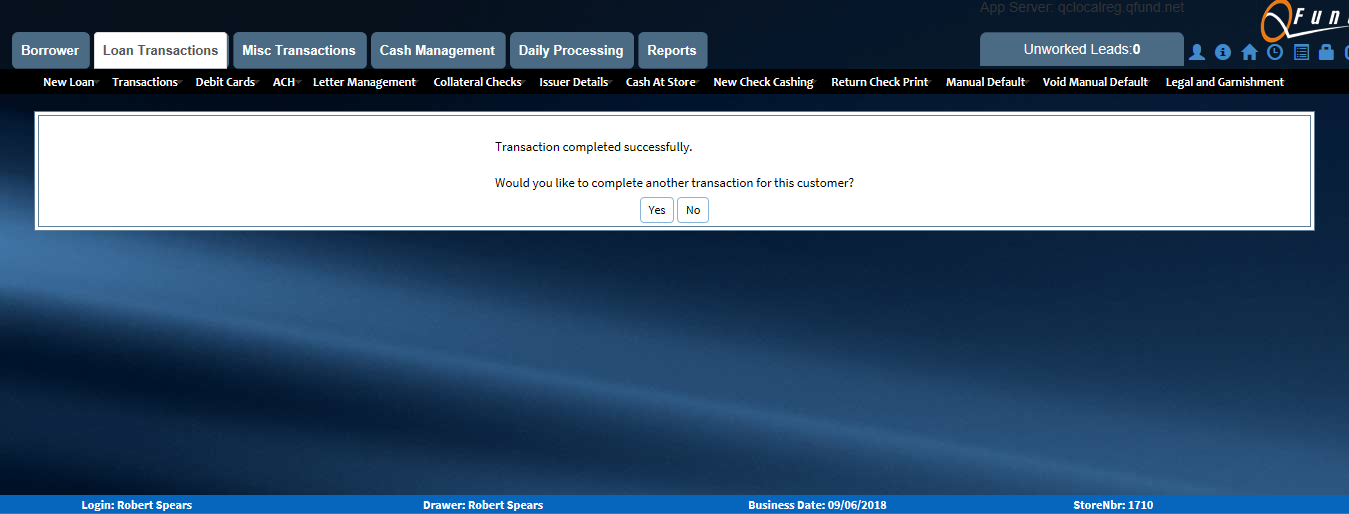 App Server: qclocalreg.qfund.net
Borrower Loan Transactions Misc Transactions Cash Management Daily Processing Reports Unworked Leads:0
New Loan Transactions Debit Cards ACH Letter Management Collateral Checks Issuer Details Cash At Store New Check Cashing Return Check Print Manual Default Void Manual Default Legal and Garnishment
Transaction completed successfully.
Would you like to complete another transaction for this customer?
Yes No
Login: Robert Spears Drawer: Robert Spears Business Date: 09/06/2018 StoreNbr: 1710